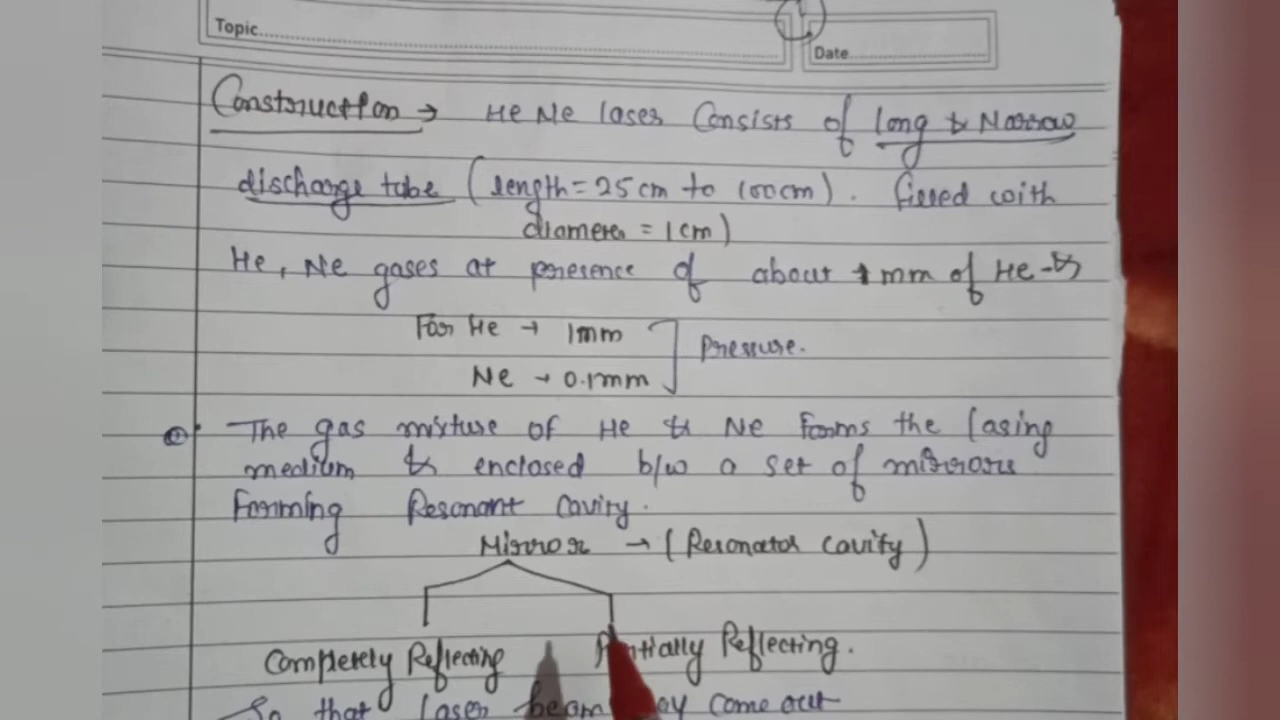 Topic
Date
Construction → He Ne laser Consists of long & Narrow
discharge tube (length = 25 cm to 100 cm). filled with
diameter = 1 cm)
He, Ne gases at presence of about 1 mm of He &
For He → 1mm
Ne → 0.1mm ] Pressure.
The gas mixture of He & Ne Forms the lasing
medium & enclosed b/w a set of mirrors
Forming Resonant Cavity.
Mirror → (Resonator cavity)
Completely Reflecting Partially Reflecting.
So that laser beam may come out